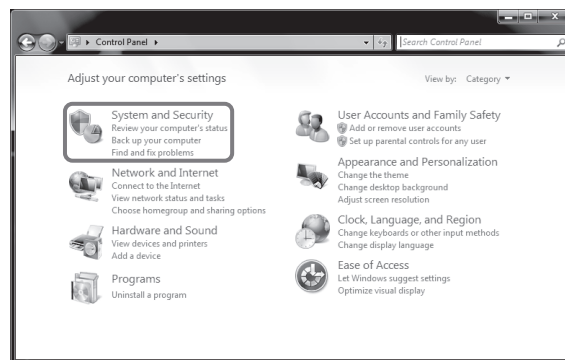 Control Panel
Search Control Panel
Adjust your computer's settings
View by: Category
System and Security
Review your computer's status
Back up your computer
Find and fix problems
Network and Internet
Connect to the Internet
View network status and tasks
Choose homegroup and sharing options
Hardware and Sound
View devices and printers
Add a device
Programs
Uninstall a program
User Accounts and Family Safety
Add or remove user accounts
Set up parental controls for any user
Appearance and Personalization
Change the theme
Change desktop background
Adjust screen resolution
Clock, Language, and Region
Change keyboards or other input methods
Change display language
Ease of Access
Let Windows suggest settings
Optimize visual display